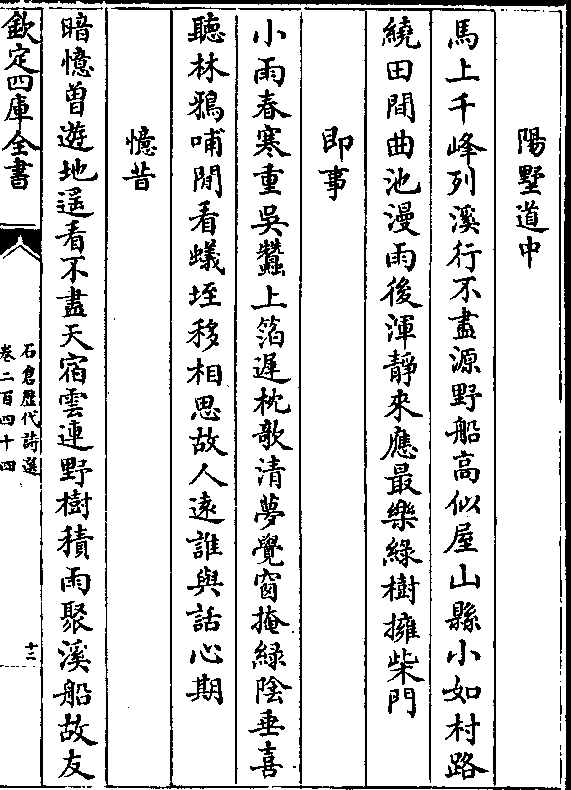 陽墅道中
馬上千峰列溪行不盡源野船高似屋山縣小如村路
繞田間曲池漫雨後渾靜來應最樂綠樹擁柴門
即事
小雨春寒重吳蠶上箔遲枕欹清夢覺窗掩綠陰垂喜
聽林鴉哺閒看蟻垤移相思故人遠誰與話心期
憶昔
暗憶曾遊地遥看不盡天宿雲連野樹積雨聚溪船故友
欽定四庫全書
石倉歷代詩選
卷二百四十四
十二